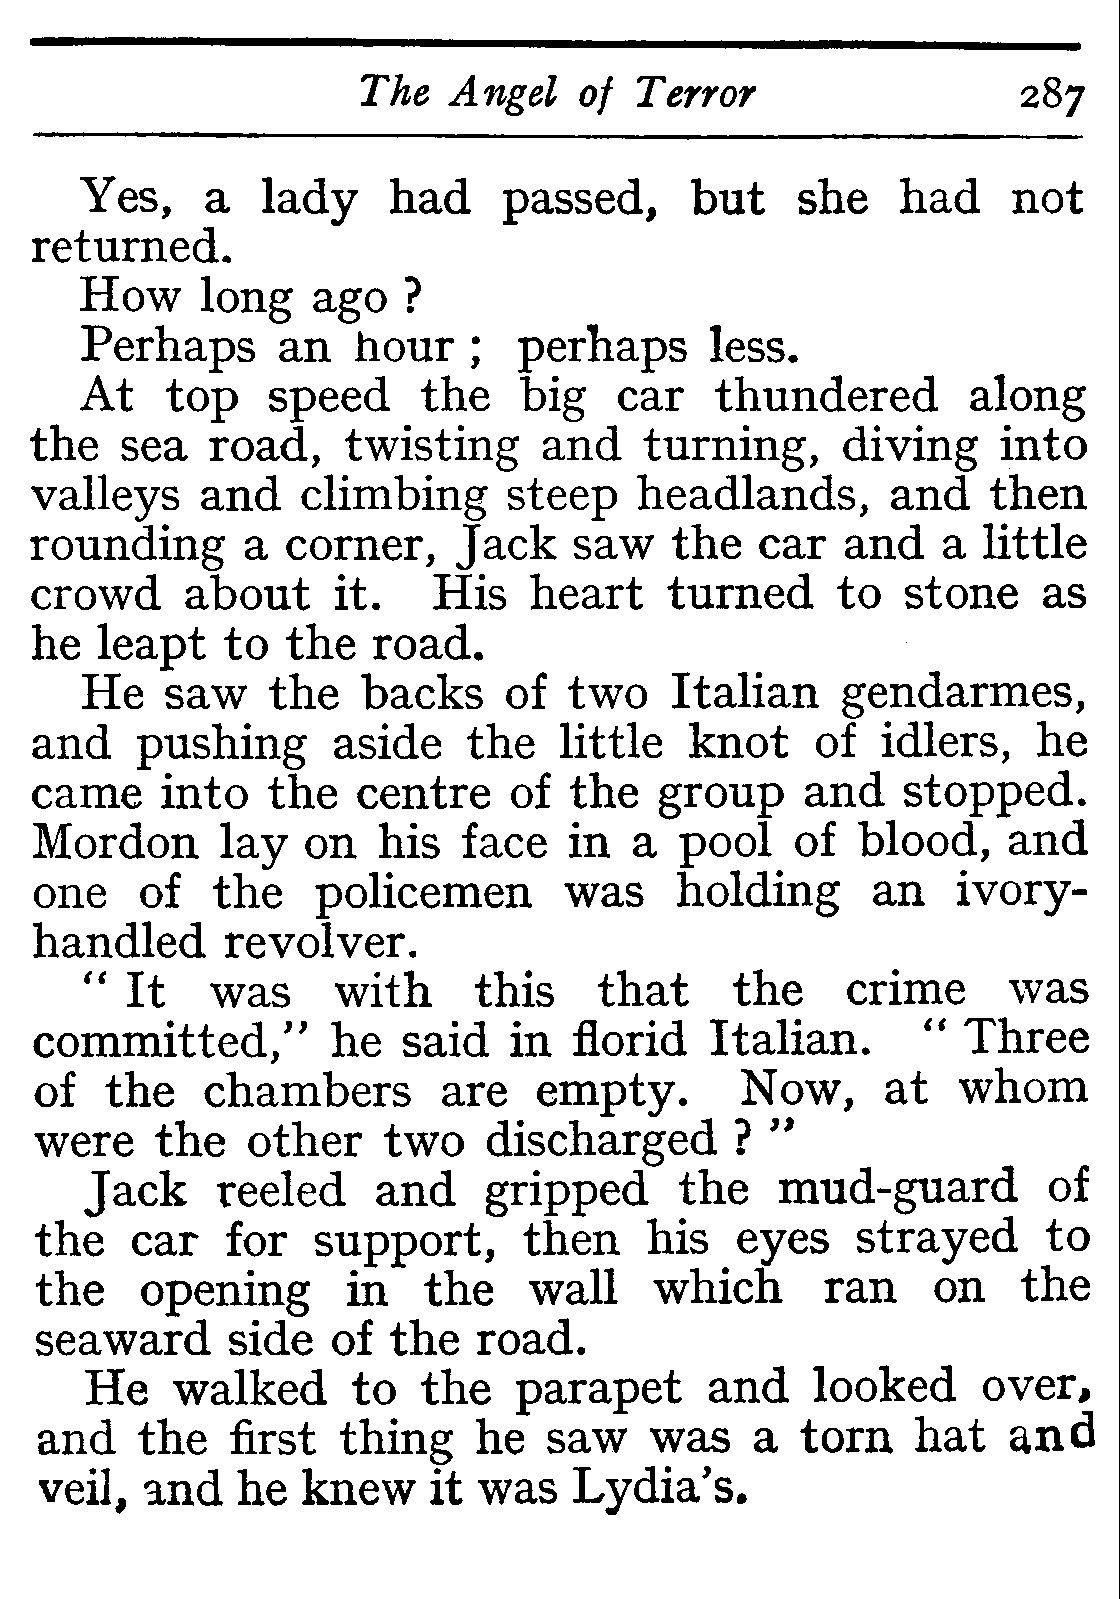 The Angel of Terror 287
Yes, a lady had passed, but she had not
returned.
How long ago ?
Perhaps an hour ; perhaps less.
At top speed the big car thundered along
the sea road, twisting and turning, diving into
valleys and climbing steep headlands, and then
rounding a corner, Jack saw the car and a little
crowd about it. His heart turned to stone as
he leapt to the road.
He saw the backs of two Italian gendarmes,
and pushing aside the little knot of idlers, he
came into the centre of the group and stopped.
Mordon lay on his face in a pool of blood, and
one of the policemen was holding an ivory-
handled revolver.
“ It was with this that the crime was
committed,” he said in florid Italian. “ Three
of the chambers are empty. Now, at whom
were the other two discharged ? ”
Jack reeled and gripped the mud-guard of
the car for support, then his eyes strayed to
the opening in the wall which ran on the
seaward side of the road.
He walked to the parapet and looked over,
and the first thing he saw was a torn hat and
veil, and he knew it was Lydia’s.